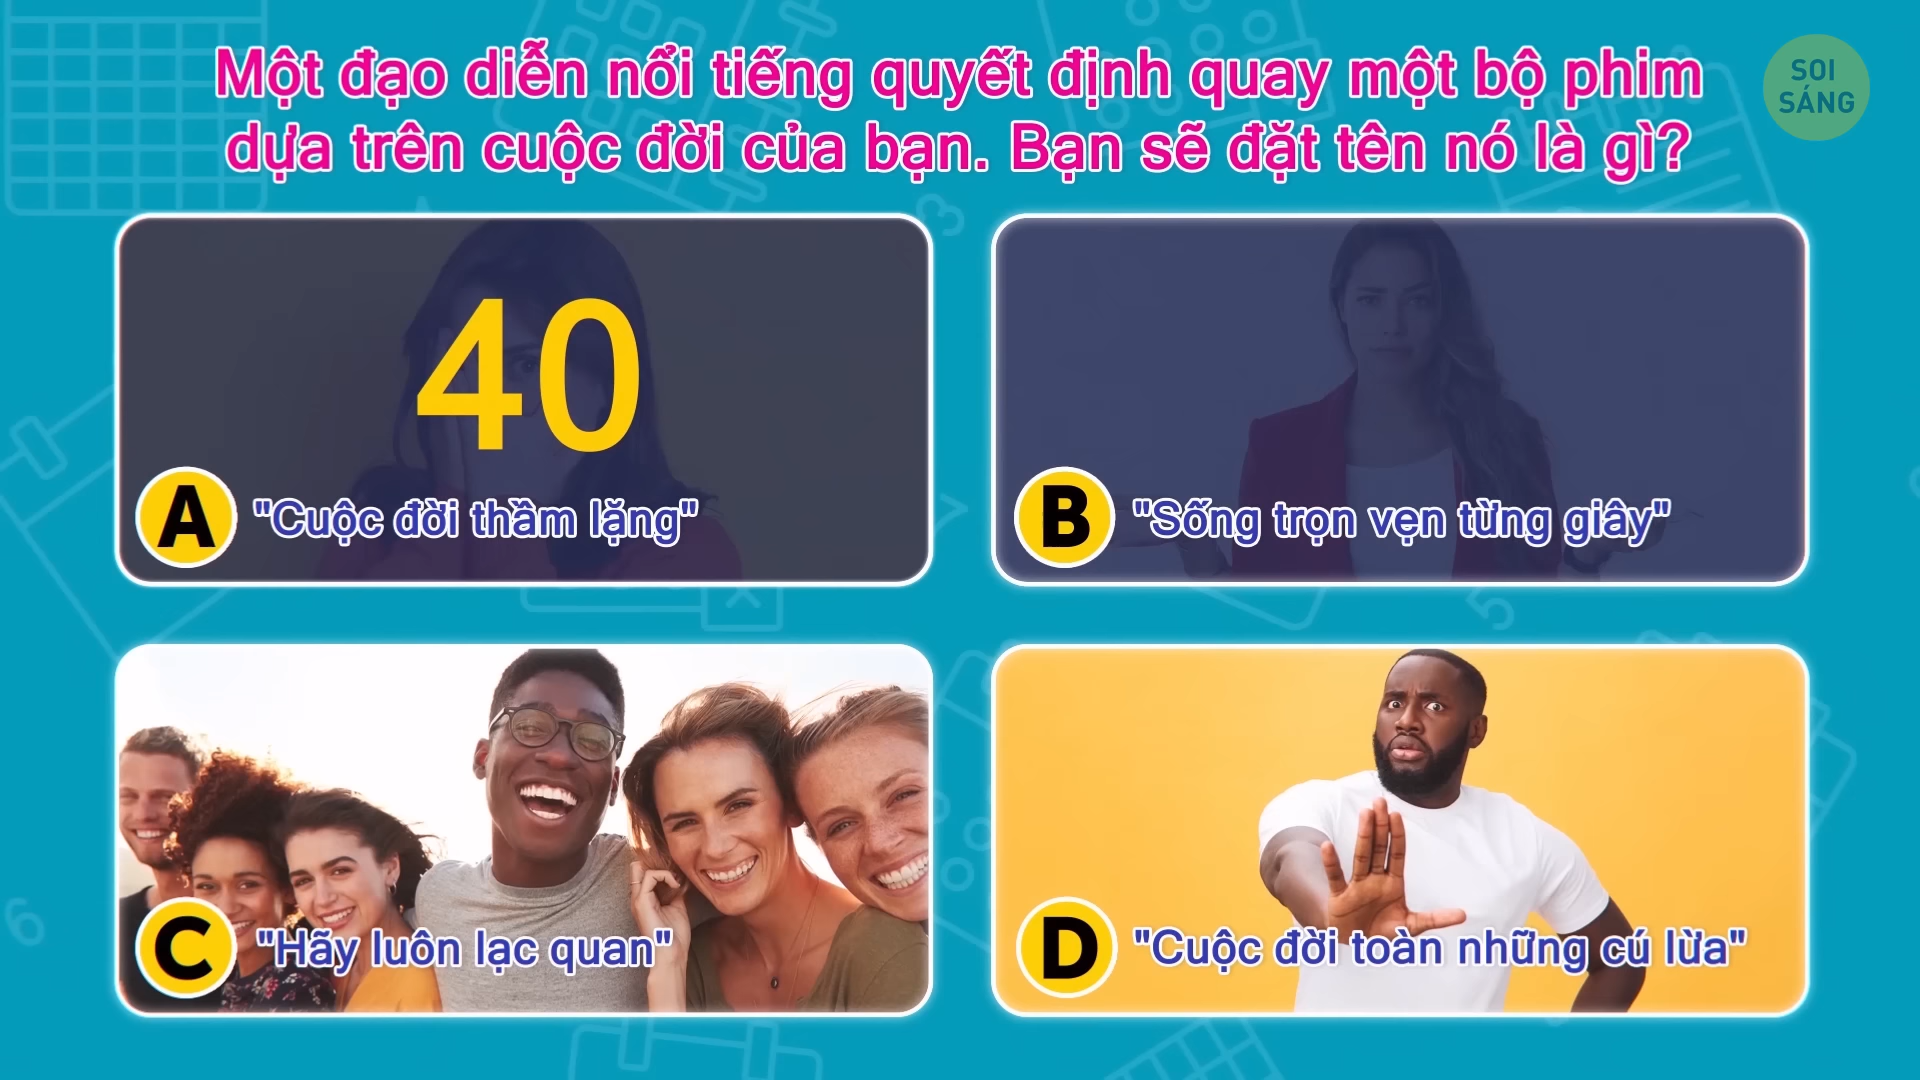 Một đạo diễn nổi tiếng quyết định quay một bộ phim
dựa trên cuộc đời của bạn. Bạn sẽ đặt tên nó là gì?
SOI
SÁNG
40
A "Cuộc đời thầm lặng"
B "Sống trọn vẹn từng giây"
C "Hãy luôn lạc quan"
D "Cuộc đời toàn những cú lừa"